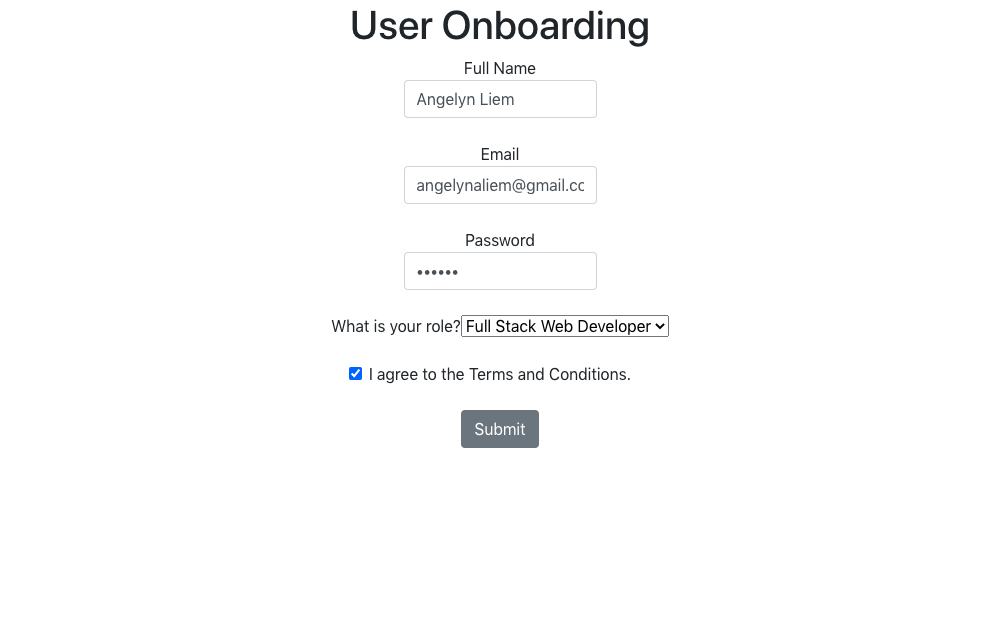 User Onboarding
Full Name
Angelyn Liem
Email
angelynaliem@gmail.cc
Password
••••••
What is your role? Full Stack Web Developer
I agree to the Terms and Conditions.
Submit